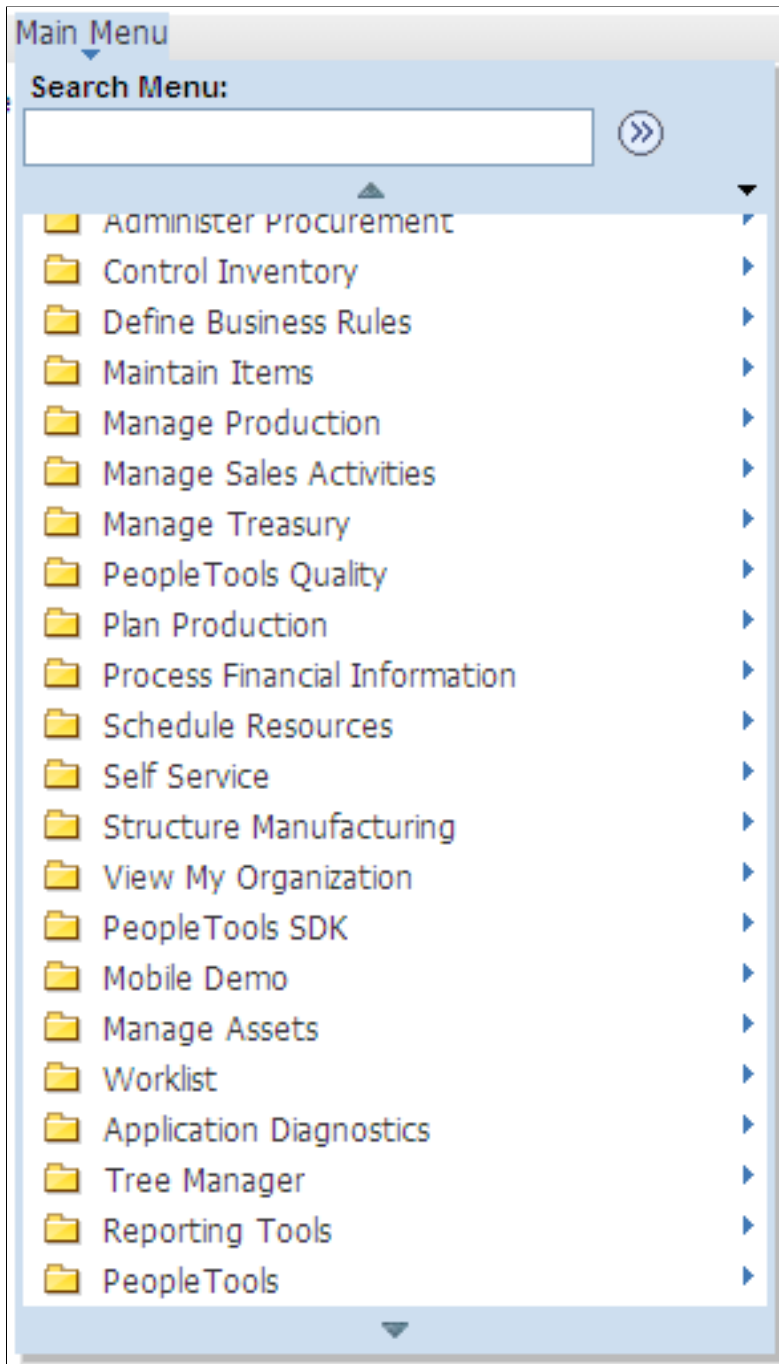 Main Menu
Search Menu:
Administer Procurement
Control Inventory
Define Business Rules
Maintain Items
Manage Production
Manage Sales Activities
Manage Treasury
PeopleTools Quality
Plan Production
Process Financial Information
Schedule Resources
Self Service
Structure Manufacturing
View My Organization
PeopleTools SDK
Mobile Demo
Manage Assets
Worklist
Application Diagnostics
Tree Manager
Reporting Tools
PeopleTools